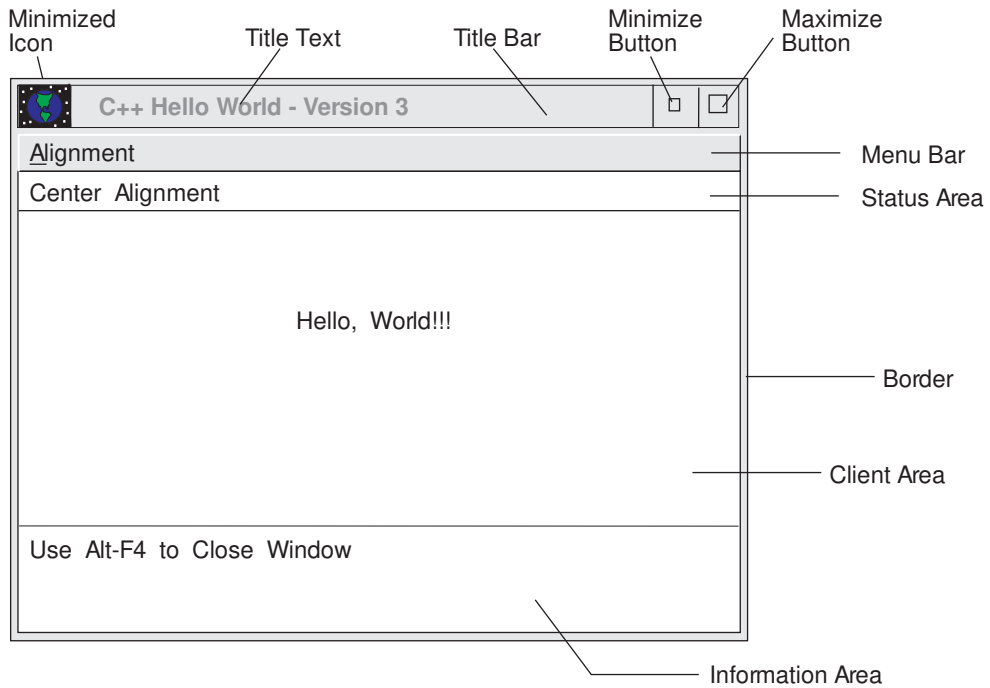 Minimized
Icon
Title Text
Title Bar
Minimize
Button
Maximize
Button
C++ Hello World - Version 3
Alignment
Menu Bar
Center Alignment
Status Area
Hello, World!!!
Border
Client Area
Use Alt-F4 to Close Window
Information Area